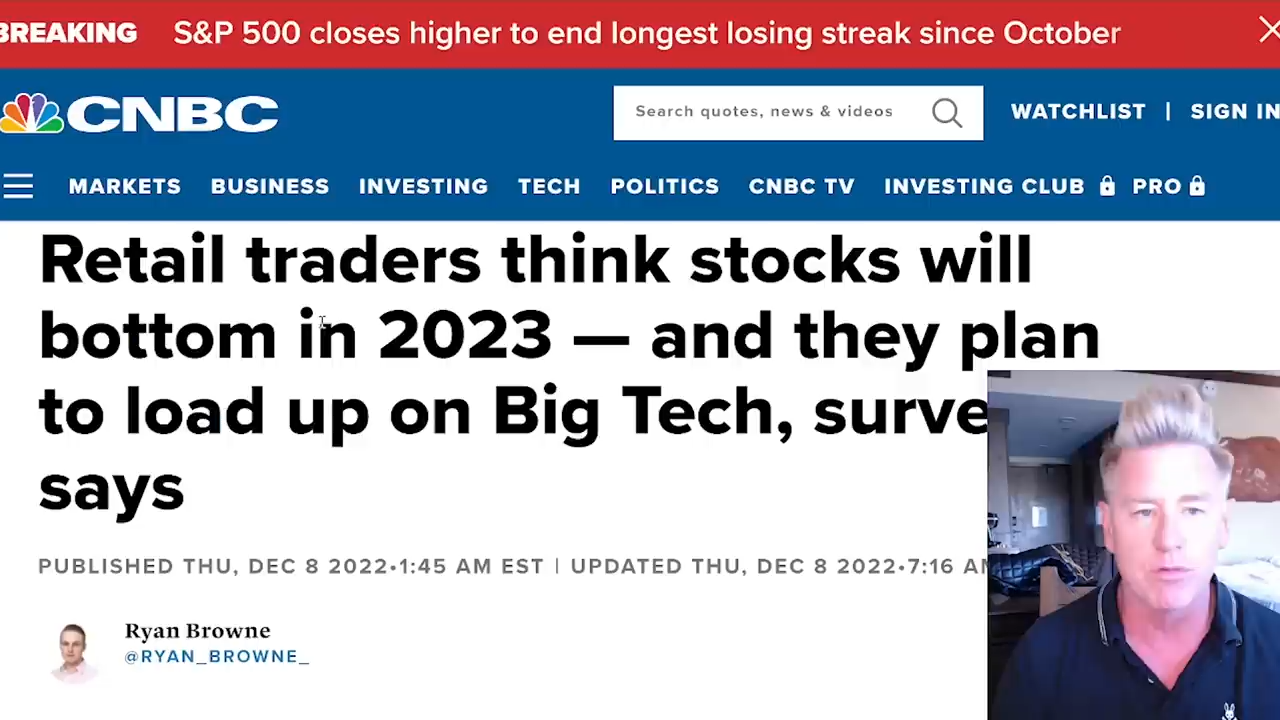 BREAKING S&P 500 closes higher to end longest losing streak since October
CNBC
Search quotes, news & videos
WATCHLIST | SIGN IN
MARKETS BUSINESS INVESTING TECH POLITICS CNBC TV INVESTING CLUB PRO
Retail traders think stocks will
bottom in 2023 — and they plan
to load up on Big Tech, surve
says
PUBLISHED THU, DEC 8 2022•1:45 AM EST | UPDATED THU, DEC 8 2022•7:16 AM
Ryan Browne
@RYAN_BROWNE_